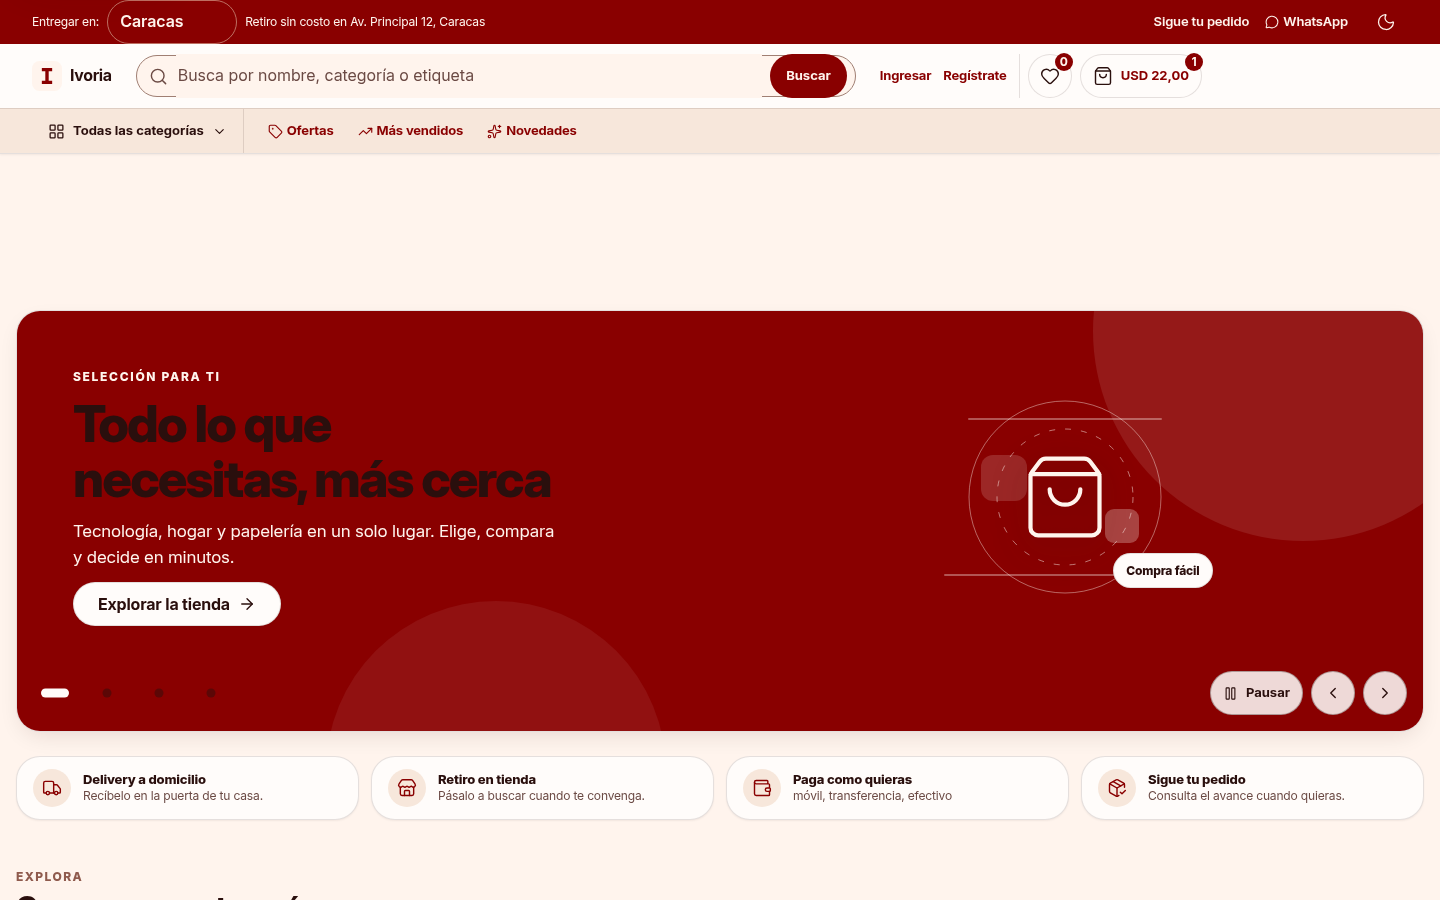 Entregar en: Caracas Retiro sin costo en Av. Principal 12, Caracas Sigue tu pedido WhatsApp
I Ivoria Busca por nombre, categoría o etiqueta Buscar Ingresar Regístrate 0 USD 22,00 1
Todas las categorías Ofertas Más vendidos Novedades
SELECCIÓN PARA TI
Todo lo que
necesitas, más cerca
Tecnología, hogar y papelería en un solo lugar. Elige, compara
y decide en minutos.
Explorar la tienda
Compra fácil
Pausar
Delivery a domicilio
Recíbelo en la puerta de tu casa.
Retiro en tienda
Pásalo a buscar cuando te convenga.
Paga como quieras
móvil, transferencia, efectivo
Sigue tu pedido
Consulta el avance cuando quieras.
EXPLORA